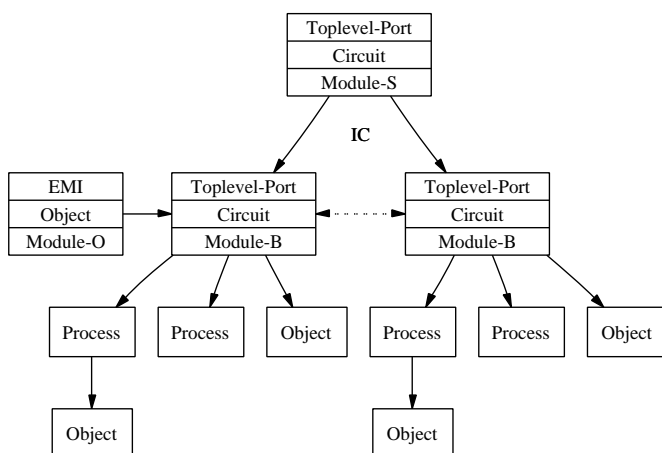 Toplevel-Port
Circuit
Module-S
IC
EMI
Object
Module-O
Toplevel-Port
Circuit
Module-B
Toplevel-Port
Circuit
Module-B
Process
Process
Object
Process
Process
Object
Object
Object